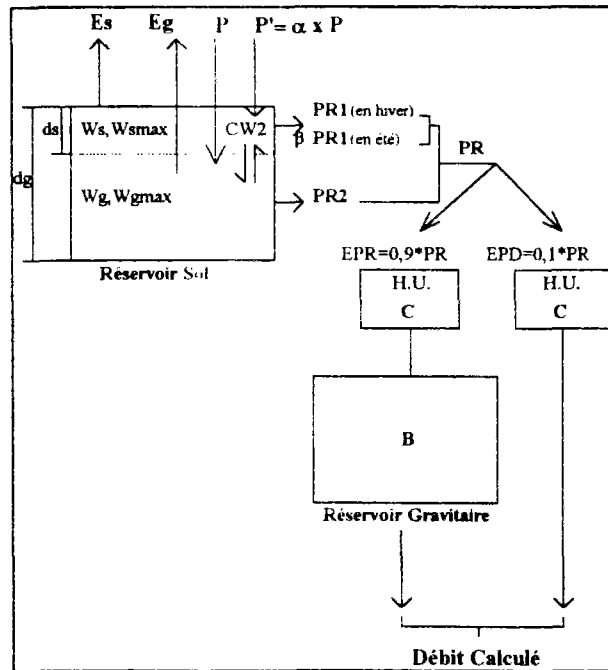 Es Eg P P'= α x P
PR1 (en hiver)
ds Ws, Wsmax CW2
β PR1 (en été)
dg
PR
Wg, Wgmax PR2
EPR=0,9*PR EPD=0,1*PR
Réservoir Sol
H.U. H.U.
C C
B
Réservoir Gravitaire
Débit Calculé